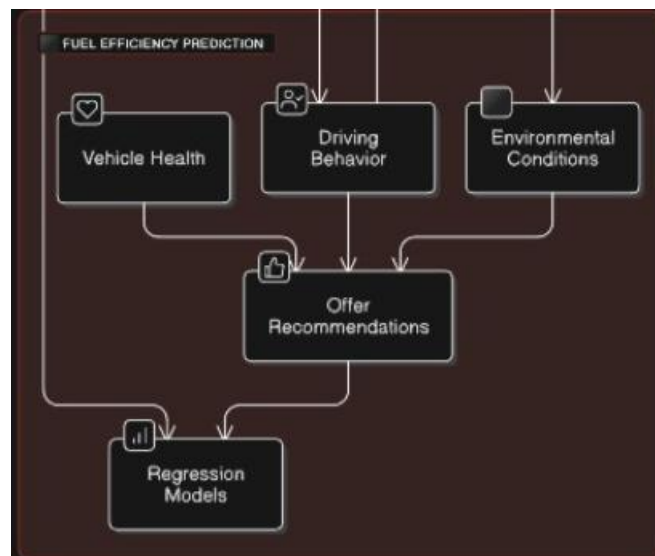 FUEL EFFICIENCY PREDICTION
Vehicle Health
Driving
Behavior
Environmental
Conditions
Offer
Recommendations
Regression
Models